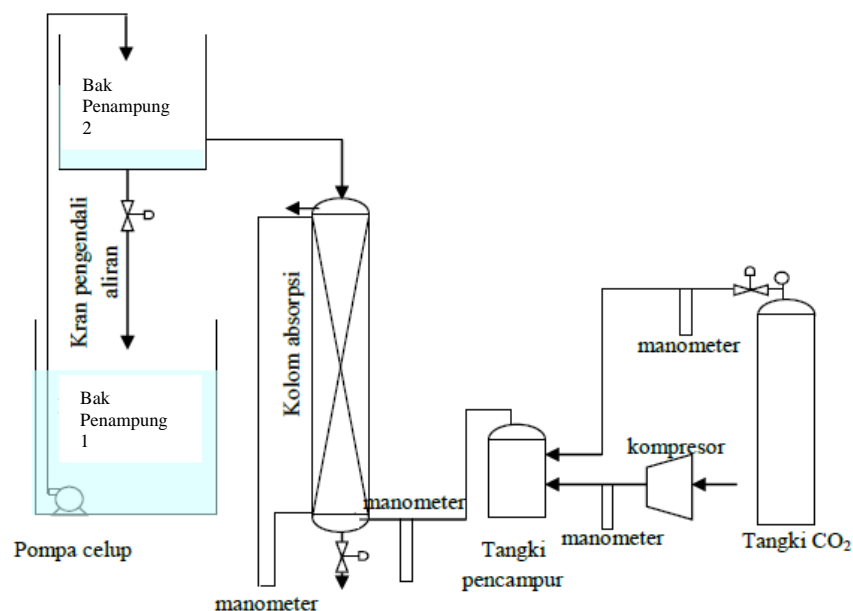 Bak
Penampung
2
Kran pengendali
aliran
Kolom absorpsi
manometer
Bak
Penampung
1
kompresor
manometer
manometer
Pompa celup
Tangki
pencampur
Tangki CO₂
manometer